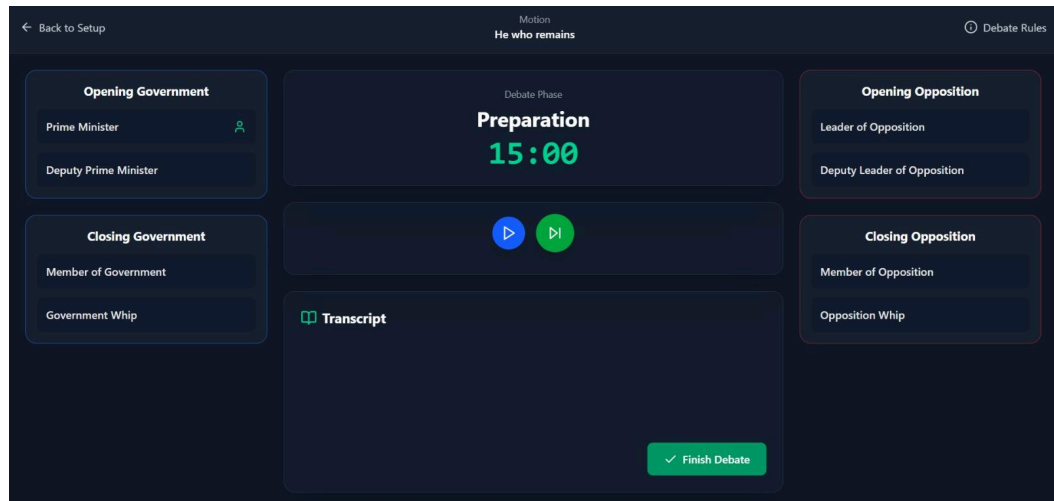 Back to Setup
Motion
He who remains
Debate Rules
Opening Government
Prime Minister
Deputy Prime Minister
Closing Government
Member of Government
Government Whip
Debate Phase
Preparation
15:00
Transcript
Finish Debate
Opening Opposition
Leader of Opposition
Deputy Leader of Opposition
Closing Opposition
Member of Opposition
Opposition Whip